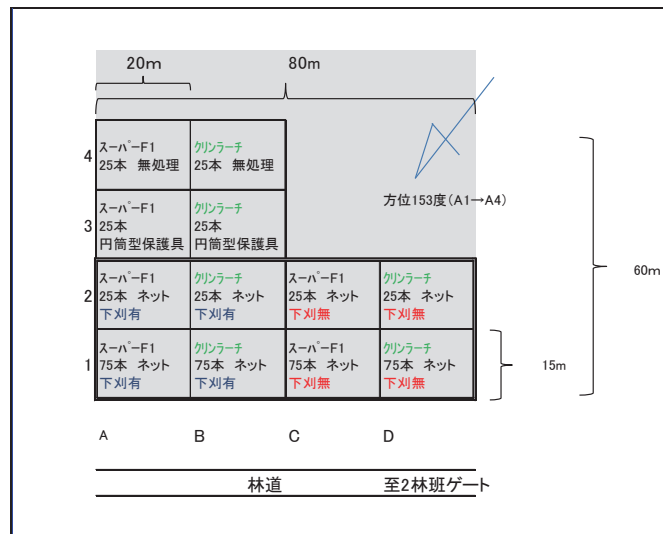 20m
80m
4
スーパーF1
25本 無処理
クリンラーチ
25本 無処理
方位153度(A1→A4)
3
スーパーF1
25本
円筒型保護具
クリンラーチ
25本
円筒型保護具
60m
2
スーパーF1
25本 ネット
下刈有
クリンラーチ
25本 ネット
下刈有
スーパーF1
25本 ネット
下刈無
クリンラーチ
25本 ネット
下刈無
1
スーパーF1
75本 ネット
下刈有
クリンラーチ
75本 ネット
下刈有
スーパーF1
75本 ネット
下刈無
クリンラーチ
75本 ネット
下刈無
15m
A
B
C
D
林道
至2林班ゲート